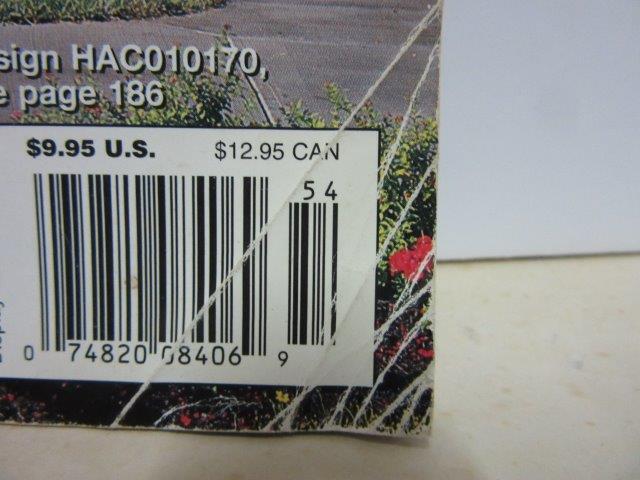 sign HAC010170,
e page 186
$9.95 U.S. $12.95 CAN
54
0 74820 08406 9